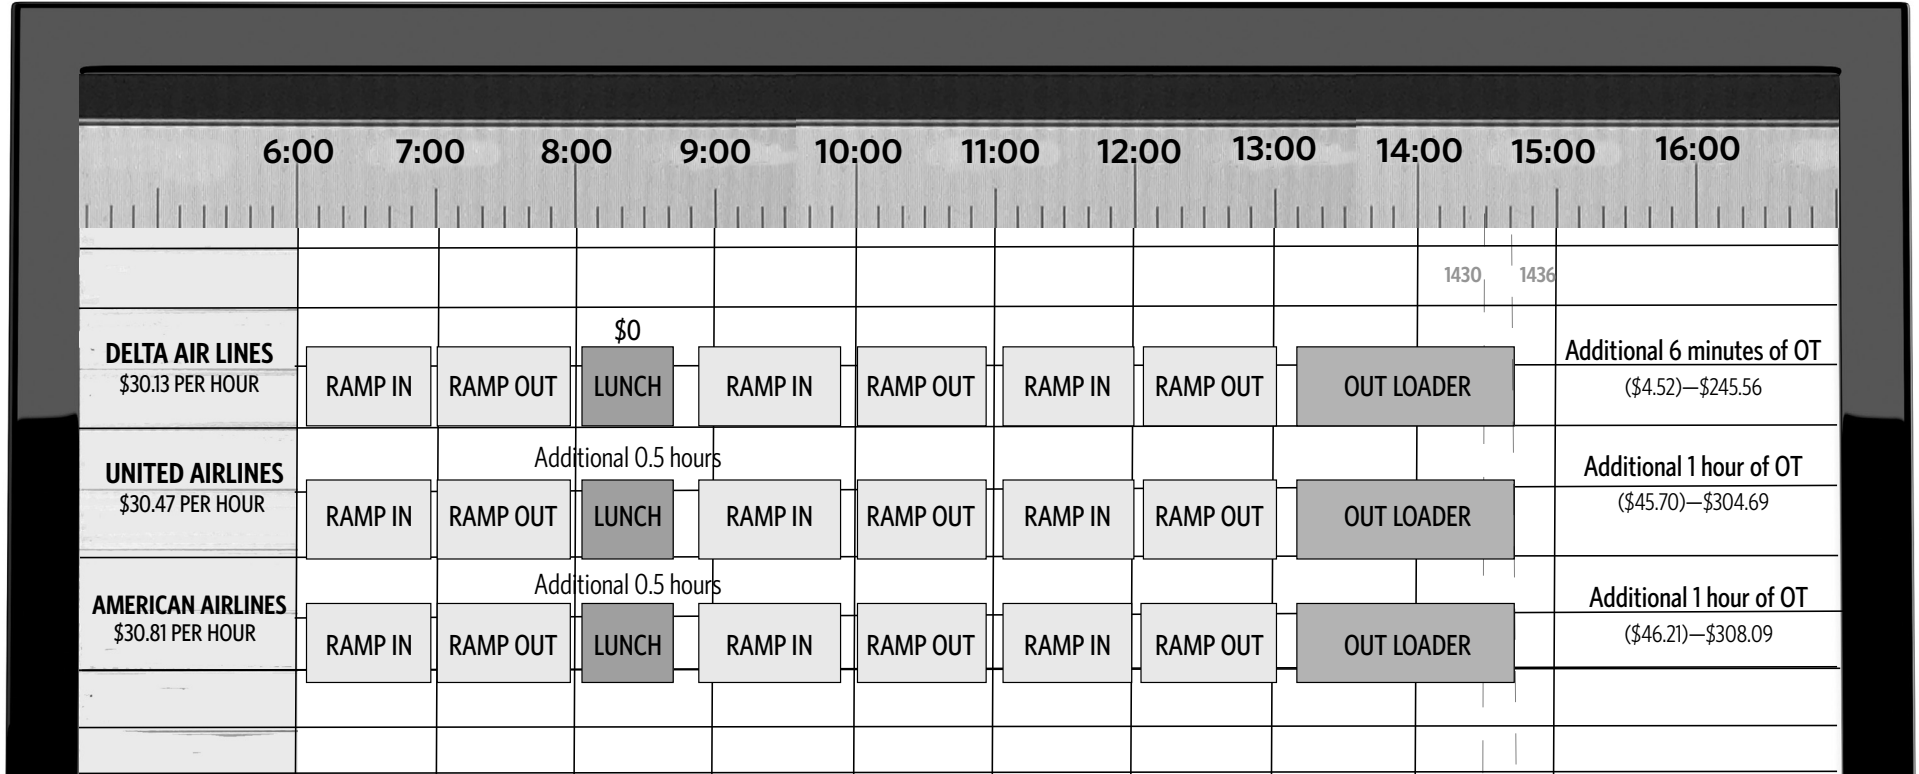 6:00 7:00 8:00 9:00 10:00 11:00 12:00 13:00 14:00 15:00 16:00
1430 1436
$0
DELTA AIR LINES
$30.13 PER HOUR
RAMP IN RAMP OUT LUNCH RAMP IN RAMP OUT RAMP IN RAMP OUT OUT LOADER
Additional 6 minutes of OT
($4.52)—$245.56
Additional 0.5 hours
UNITED AIRLINES
$30.47 PER HOUR
RAMP IN RAMP OUT LUNCH RAMP IN RAMP OUT RAMP IN RAMP OUT OUT LOADER
Additional 1 hour of OT
($45.70)—$304.69
Additional 0.5 hours
AMERICAN AIRLINES
$30.81 PER HOUR
RAMP IN RAMP OUT LUNCH RAMP IN RAMP OUT RAMP IN RAMP OUT OUT LOADER
Additional 1 hour of OT
($46.21)—$308.09